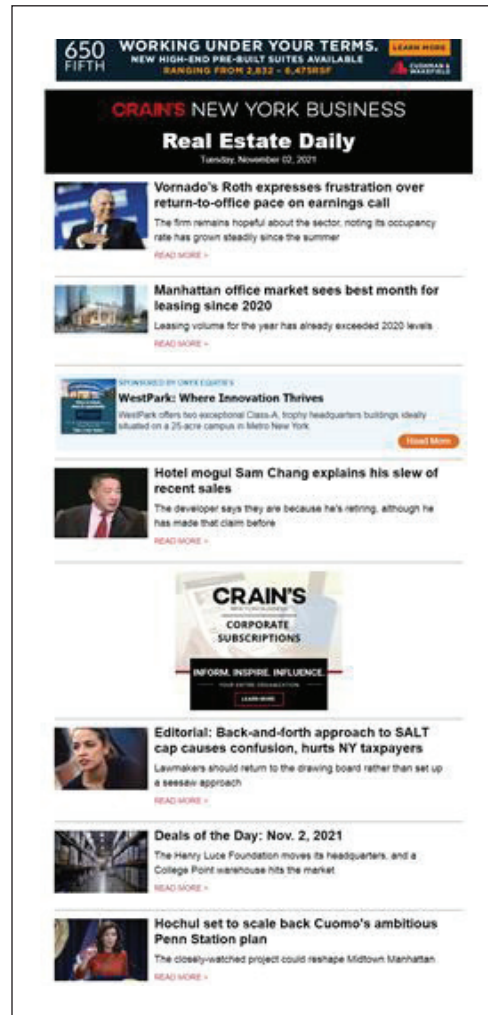 650
FIFTH
WORKING UNDER YOUR TERMS.
NEW HIGH-END PRE-BUILT SUITES AVAILABLE
RANGING FROM 2,832 - 6,475RSF
LEARN MORE
CUSHMAN &
WAKEFIELD
CRAIN'S NEW YORK BUSINESS
Real Estate Daily
Tuesday, November 02, 2021
Vornado's Roth expresses frustration over
return-to-office pace on earnings call
The firm remains hopeful about the sector, noting its occupancy
rate has grown steadily since the summer
READ MORE >
Manhattan office market sees best month for
leasing since 2020
Leasing volume for the year has already exceeded 2020 levels
READ MORE >
SPONSORED BY ONYX EQUITIES
WestPark: Where Innovation Thrives
WestPark offers two exceptional Class-A, trophy headquarters buildings ideally
situated on a 25-acre campus in Metro New York
Read More
Hotel mogul Sam Chang explains his slew of
recent sales
The developer says they are because he's retiring, although he
has made that claim before
READ MORE >
CRAIN'S
NEW YORK BUSINESS
CORPORATE
SUBSCRIPTIONS
INFORM. INSPIRE. INFLUENCE.
YOUR ENTIRE ORGANIZATION
LEARN MORE
Editorial: Back-and-forth approach to SALT
cap causes confusion, hurts NY taxpayers
Lawmakers should return to the drawing board rather than set up
a seesaw approach
READ MORE >
Deals of the Day: Nov. 2, 2021
The Henry Luce Foundation moves its headquarters, and a
College Point warehouse hits the market
READ MORE >
Hochul set to scale back Cuomo's ambitious
Penn Station plan
The closely-watched project could reshape Midtown Manhattan
READ MORE >